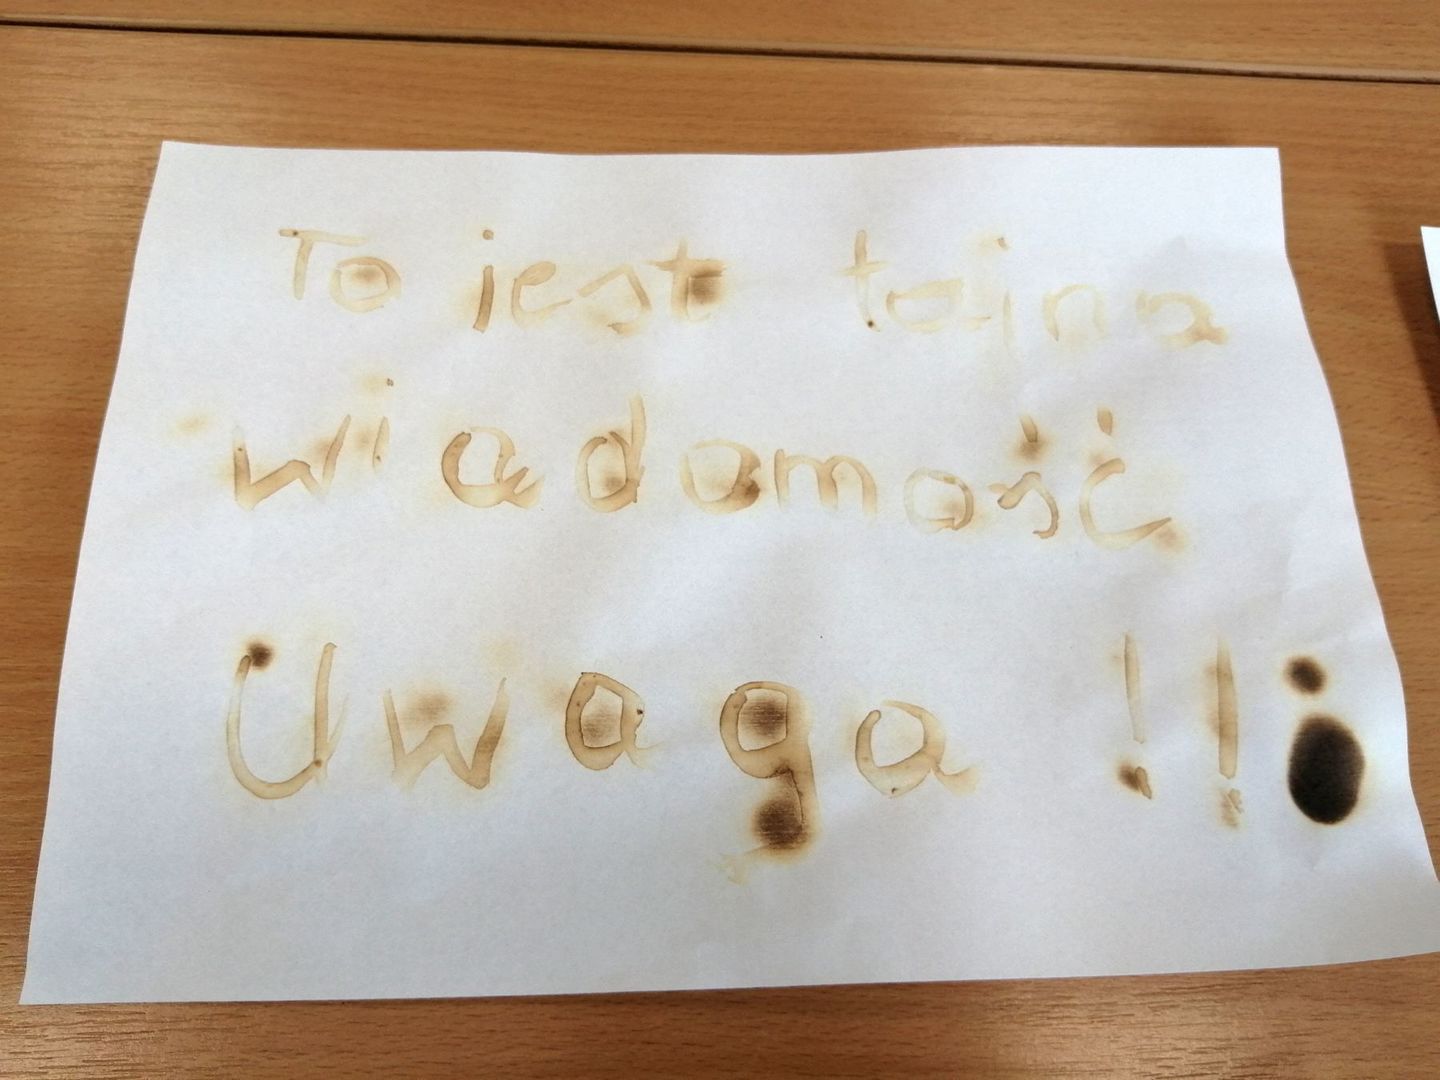 To jest tajna
wiadomość
Uwaga !!